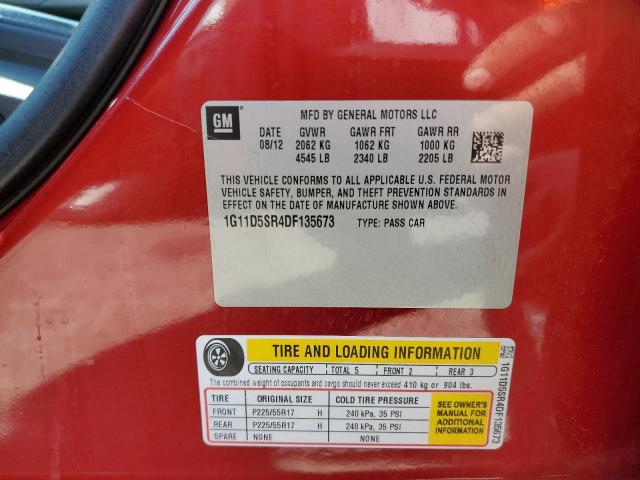 GM
MFD BY GENERAL MOTORS LLC
DATE GVWR GAWR FRT GAWR RR
08/12 2062 KG 1062 KG 1000 KG
4545 LB 2340 LB 2205 LB
THIS VEHICLE CONFORMS TO ALL APPLICABLE U.S. FEDERAL MOTOR
VEHICLE SAFETY, BUMPER, AND THEFT PREVENTION STANDARDS IN
EFFECT ON THE DATE OF MANUFACTURE SHOWN ABOVE.
1G11D5SR4DF135673 TYPE: PASS CAR
TIRE AND LOADING INFORMATION
SEATING CAPACITY TOTAL 5 FRONT 2 REAR 3
The combined weight of occupants and cargo should never exceed 410 kg or 904 lbs.
TIRE ORIGINAL SIZE COLD TIRE PRESSURE
FRONT P225/55R17 H 240 kPa, 35 PSI
REAR P225/55R17 H 240 kPa, 35 PSI
SPARE NONE NONE
SEE OWNER'S
MANUAL FOR
ADDITIONAL
INFORMATION
1G11D5SR4DF135673